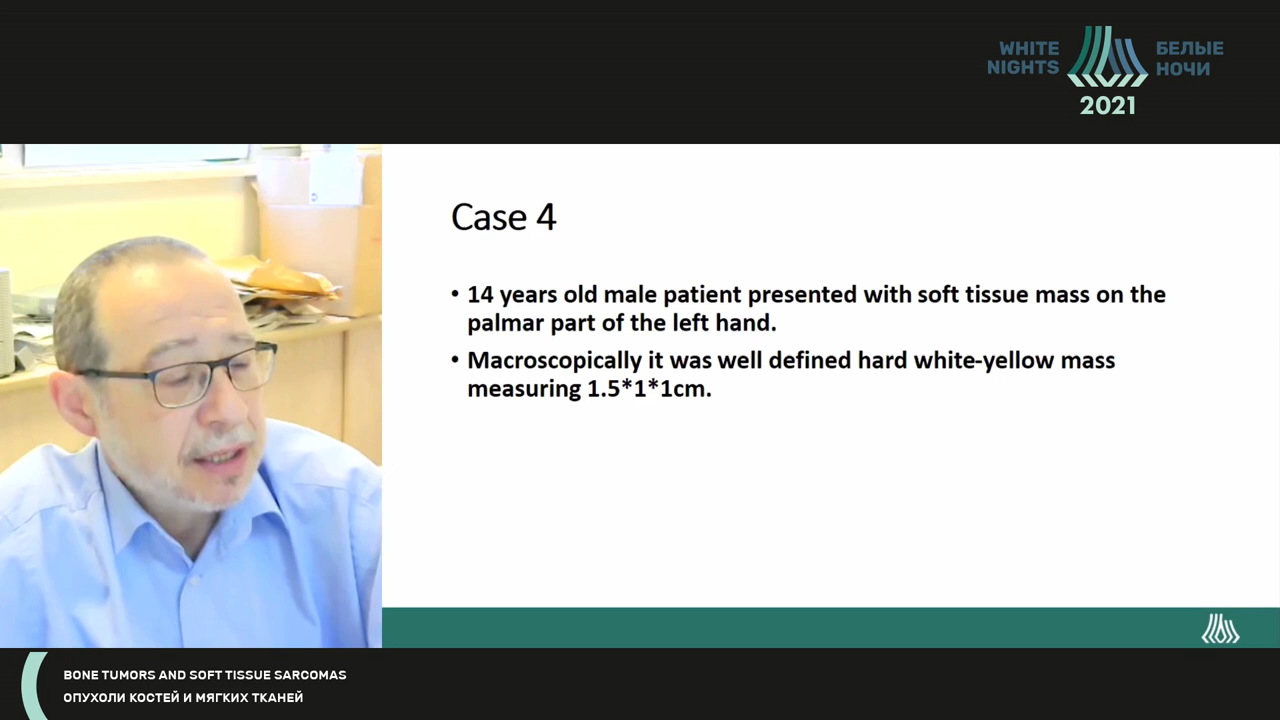 WHITE
NIGHTS
БЕЛЫЕ
НОЧИ
2021
Case 4
• 14 years old male patient presented with soft tissue mass on the
palmar part of the left hand.
• Macroscopically it was well defined hard white-yellow mass
measuring 1.5*1*1cm.
BONE TUMORS AND SOFT TISSUE SARCOMAS
ОПУХОЛИ КОСТЕЙ И МЯГКИХ ТКАНЕЙ